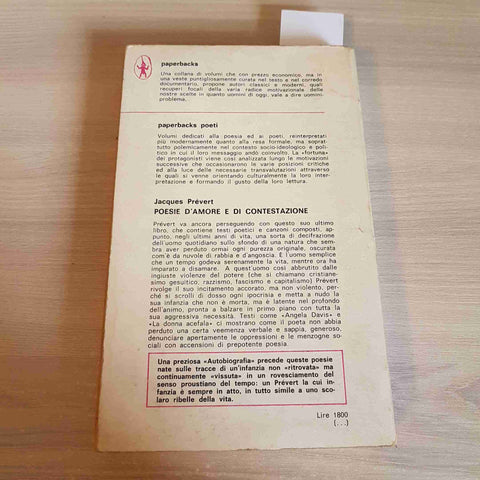 paperbacks
Una collana di volumi che con prezzo economico, ma in
una veste puntigliosamente curata nel testo e nel corredo
documentario, propone autori classici e moderni, quali
recuperi focali della varia radice motivazionale delle
nostre scelte in quanto uomini di oggi, vale a dire uomini
problema.
paperbacks poeti
Volumi dedicati alla poesia ed ai poeti, reinterpretati
più modernamente quanto alla resa formale, ma soprat-
tutto polemicamente nel contesto socio-ideologico e poli-
tico in cui il loro messaggio andò coinvolto. La «fortuna»
dei protagonisti viene così analizzata lungo le motivazioni
successive che occasionarono le varie posizioni critiche
ed alla luce delle necessarie transvalutazioni attraverso
le quali si venne orientando culturalmente la loro inter-
pretazione e formando il gusto della loro lettura.
Jacques Prévert
POESIE D'AMORE E DI CONTESTAZIONE
Prévert va ancora perseguendo con questo suo ultimo
libro, che contiene testi poetici e canzoni composti, ap-
punto, negli ultimi anni di vita, una sorta di decifrazione
dell'uomo quotidiano sullo sfondo di una natura che sem-
bra aver perduto ormai ogni purezza originale, oscurata
com'è da nuvole di rabbia e d'angoscia. È l'uomo semplice
che un tempo godeva serenamente la vita, mentre ora ha
imparato a disamare. A quest'uomo così abbrutito dalle
ingiuste violenze del potere (che si chiamano cristiane-
simo gesuitico, razzismo, fascismo e capitalismo) Prévert
rivolge il suo incitamento accorato, ma non violento, per-
ché si scrolli di dosso ogni ipocrisia e metta a nudo la
sua infanzia che non è morta, ma è latente nel profondo
dell'animo, pronta a balzare in primo piano con tutta la
sua aggressiva necessità. Testi come «Angela Davis» e
«La donna acefala» ci mostrano come il poeta non abbia
perduto una certa veemenza verbale e sappia, generoso,
denunciare apertamente le oppressioni e le menzogne so-
ciali con accensioni di prepotente poesia.
Una preziosa «Autobiografia» precede queste poesie
nate sulle tracce di un'infanzia non «ritrovata» ma
continuamente «vissuta» in un rovesciamento del
senso proustiano del tempo: un Prévert la cui in-
fanzia è sempre in atto, in tutto simile a uno sco-
laro ribelle della vita.
Lire 1800
(...)